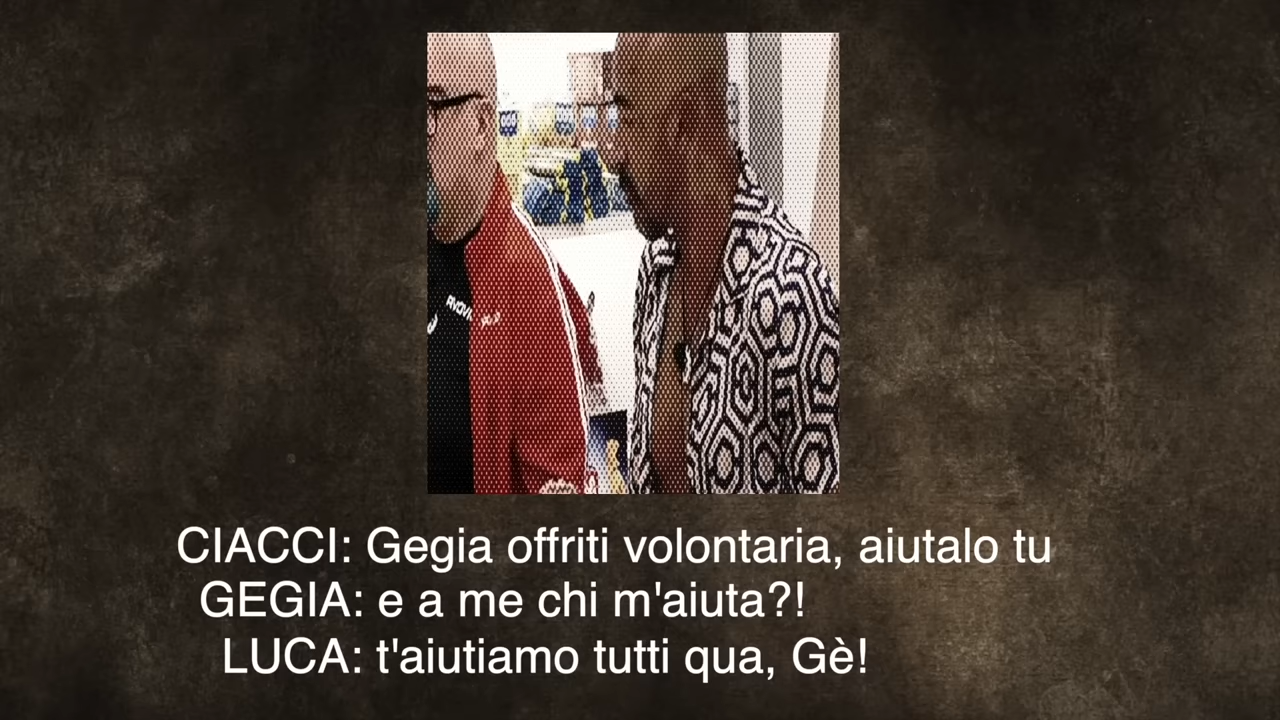 CIACCI: Gegia offriti volontaria, aiutalo tu
GEGIA: e a me chi m'aiuta?!
LUCA: t'aiutiamo tutti qua, Gè!